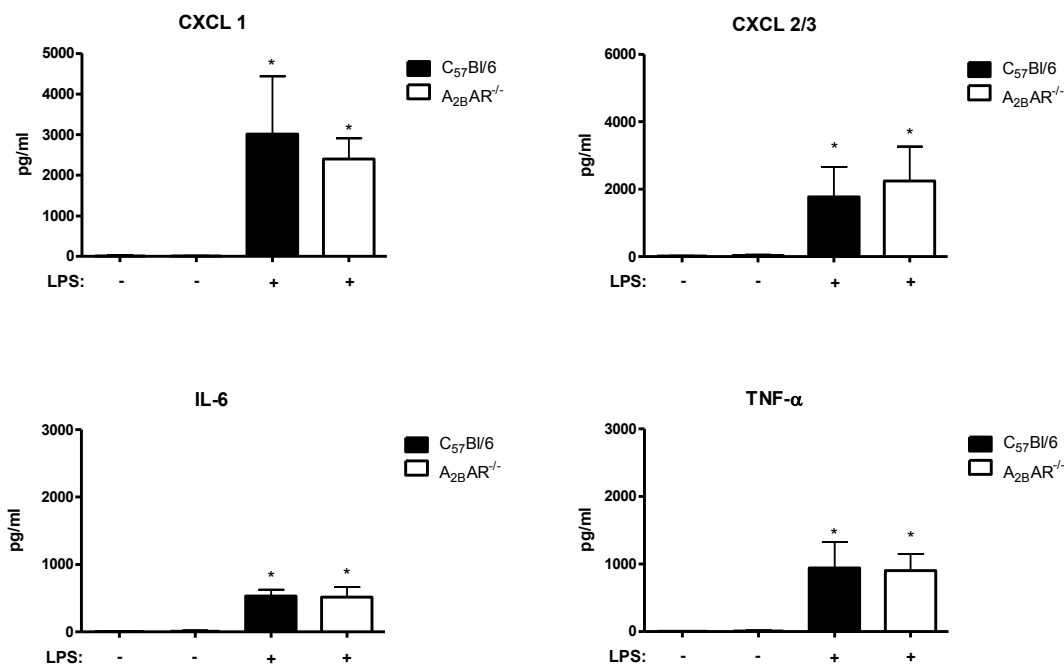 CXCL 1
5000
4000
3000
2000
1000
0
pg/ml
*
*
C57Bl/6
A2BAR-/-
LPS: - - + +
CXCL 2/3
6000
4000
2000
0
pg/ml
*
*
C57Bl/6
A2BAR-/-
LPS: - - + +
IL-6
3000
2000
1000
0
pg/ml
*
*
C57Bl/6
A2BAR-/-
LPS: - - + +
TNF-α
3000
2000
1000
0
pg/ml
*
*
C57Bl/6
A2BAR-/-
LPS: - - + +